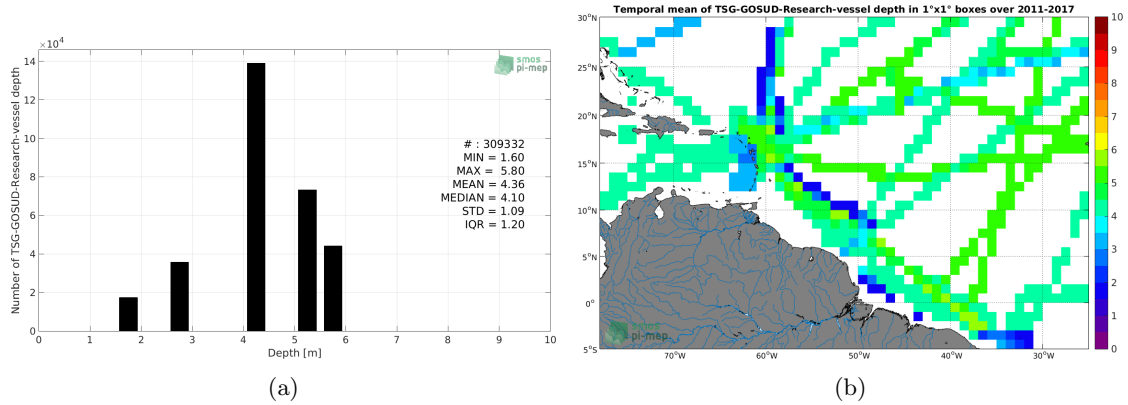 ×10⁴
14
12
10
8
6
4
2
0
Number of TSG-GOSUD-Research-vessel depth
0 1 2 3 4 5 6 7 8 9 10
Depth [m]
smos
pi-mep
# : 309332
MIN = 1.60
MAX = 5.80
MEAN = 4.36
MEDIAN = 4.10
STD = 1.09
IQR = 1.20
(a)
Temporal mean of TSG-GOSUD-Research-vessel depth in 1°x1° boxes over 2011-2017
30°N
25°N
20°N
15°N
10°N
5°N
0°
5°S
70°W 60°W 50°W 40°W 30°W
smos
pi-mep
10
9
8
7
6
5
4
3
2
1
0
(b)